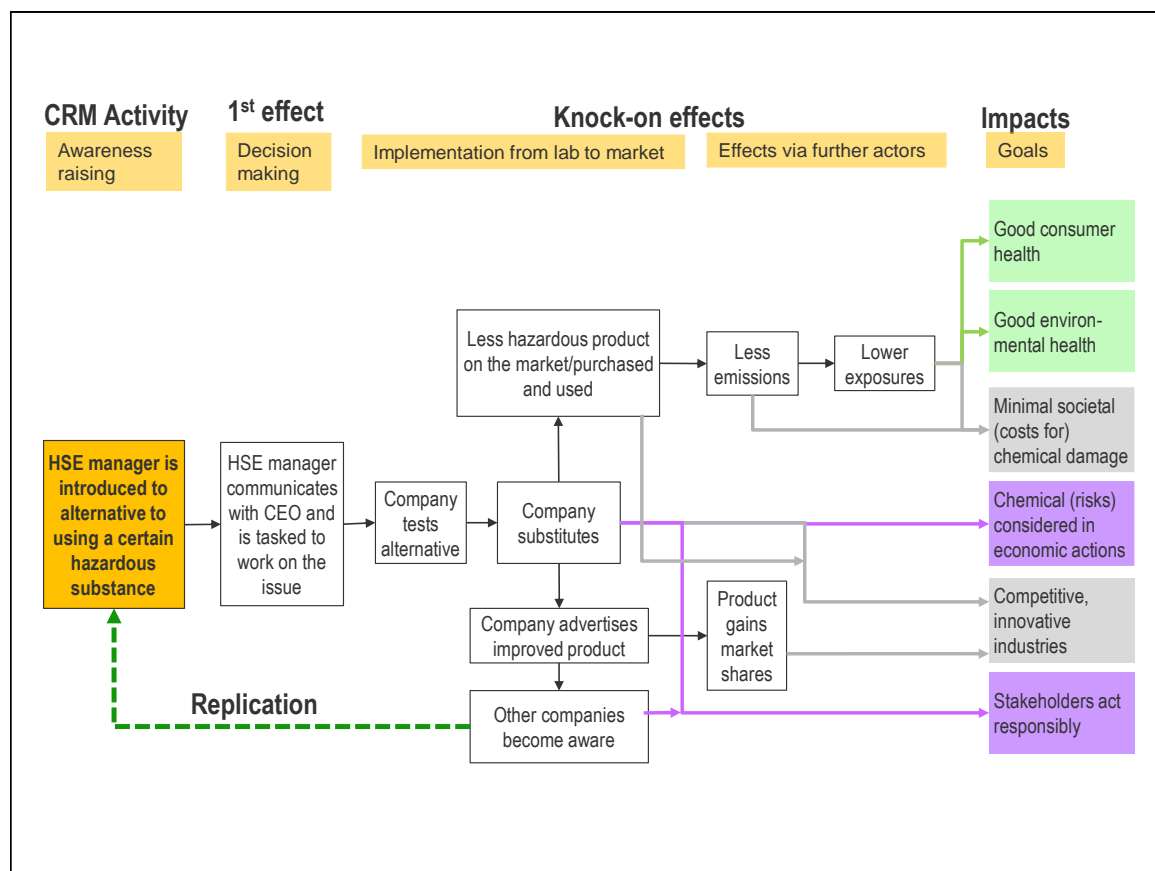 CRM Activity
1st effect
Knock-on effects
Impacts
Awareness
raising
Decision
making
Implementation from lab to market
Effects via further actors
Goals
Good consumer
health
Good environ-
mental health
Less hazardous product
on the market/purchased
and used
Less
emissions
Lower
exposures
Minimal societal
(costs for)
chemical damage
HSE manager is
introduced to
alternative to
using a certain
hazardous
substance
HSE manager
communicates
with CEO and
is tasked to
work on the
issue
Company
tests
alternative
Company
substitutes
Chemical (risks)
considered in
economic actions
Company advertises
improved product
Product
gains
market
shares
Competitive,
innovative
industries
Replication
Other companies
become aware
Stakeholders act
responsibly